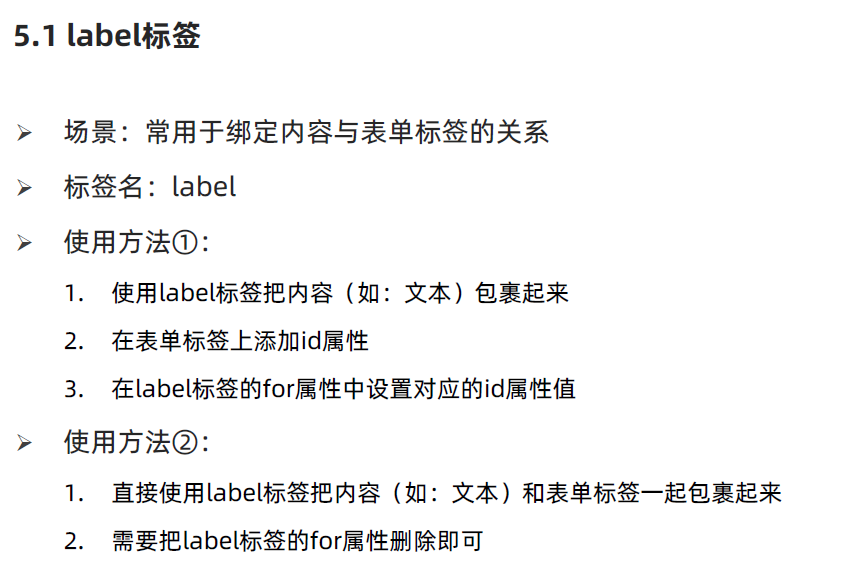 5.1 label标签
➢ 场景：常用于绑定内容与表单标签的关系
➢ 标签名：label
➢ 使用方法①：
1. 使用label标签把内容（如：文本）包裹起来
2. 在表单标签上添加id属性
3. 在label标签的for属性中设置对应的id属性值
➢ 使用方法②：
1. 直接使用label标签把内容（如：文本）和表单标签一起包裹起来
2. 需要把label标签的for属性删除即可